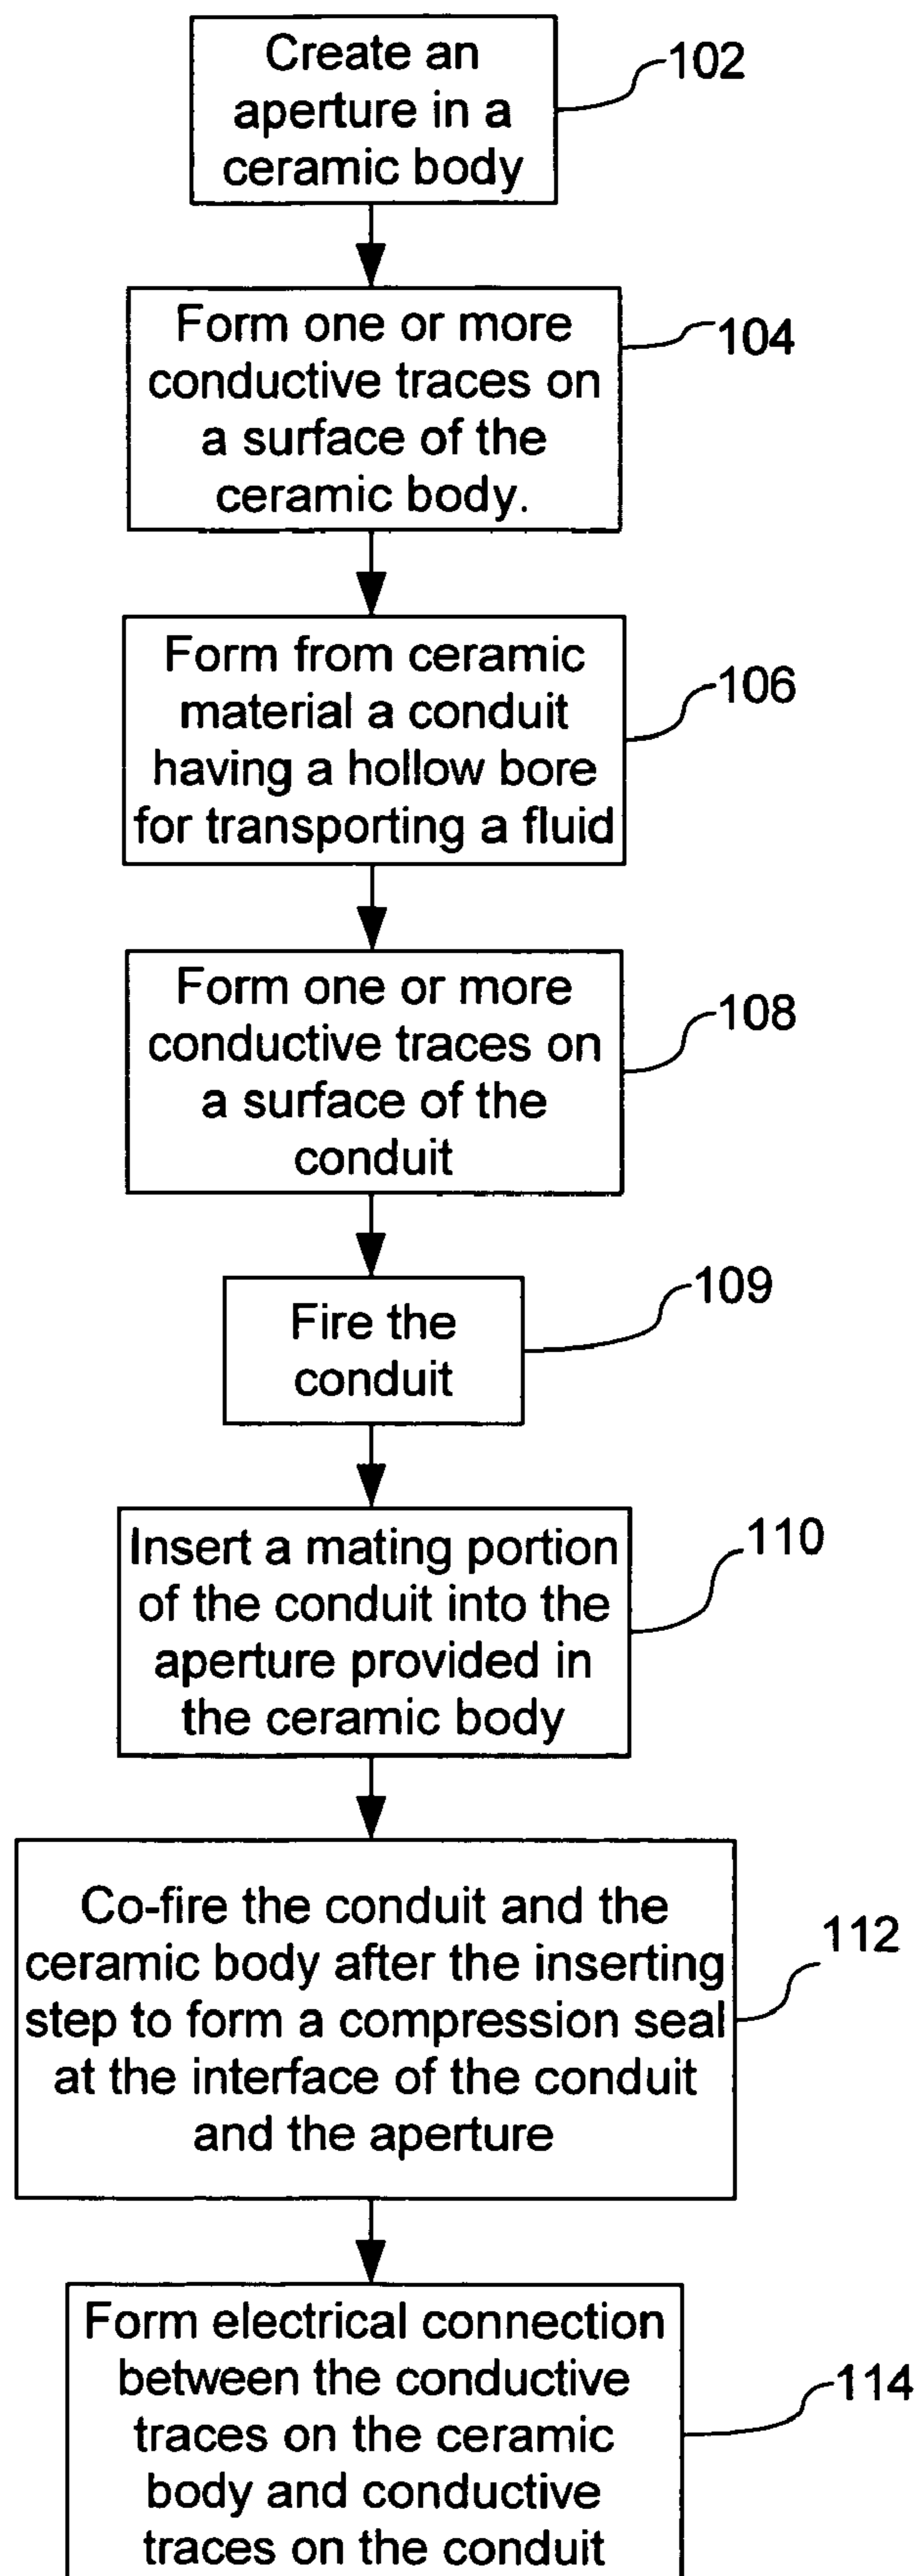 Create an
aperture in a
ceramic body
102
Form one or more
conductive traces on
a surface of the
ceramic body.
104
Form from ceramic
material a conduit
having a hollow bore
for transporting a fluid
106
Form one or more
conductive traces on
a surface of the
conduit
108
Fire the
conduit
109
Insert a mating portion
of the conduit into the
aperture provided in
the ceramic body
110
Co-fire the conduit and the
ceramic body after the inserting
step to form a compression seal
at the interface of the conduit
and the aperture
112
Form electrical connection
between the conductive
traces on the ceramic
body and conductive
traces on the conduit
114